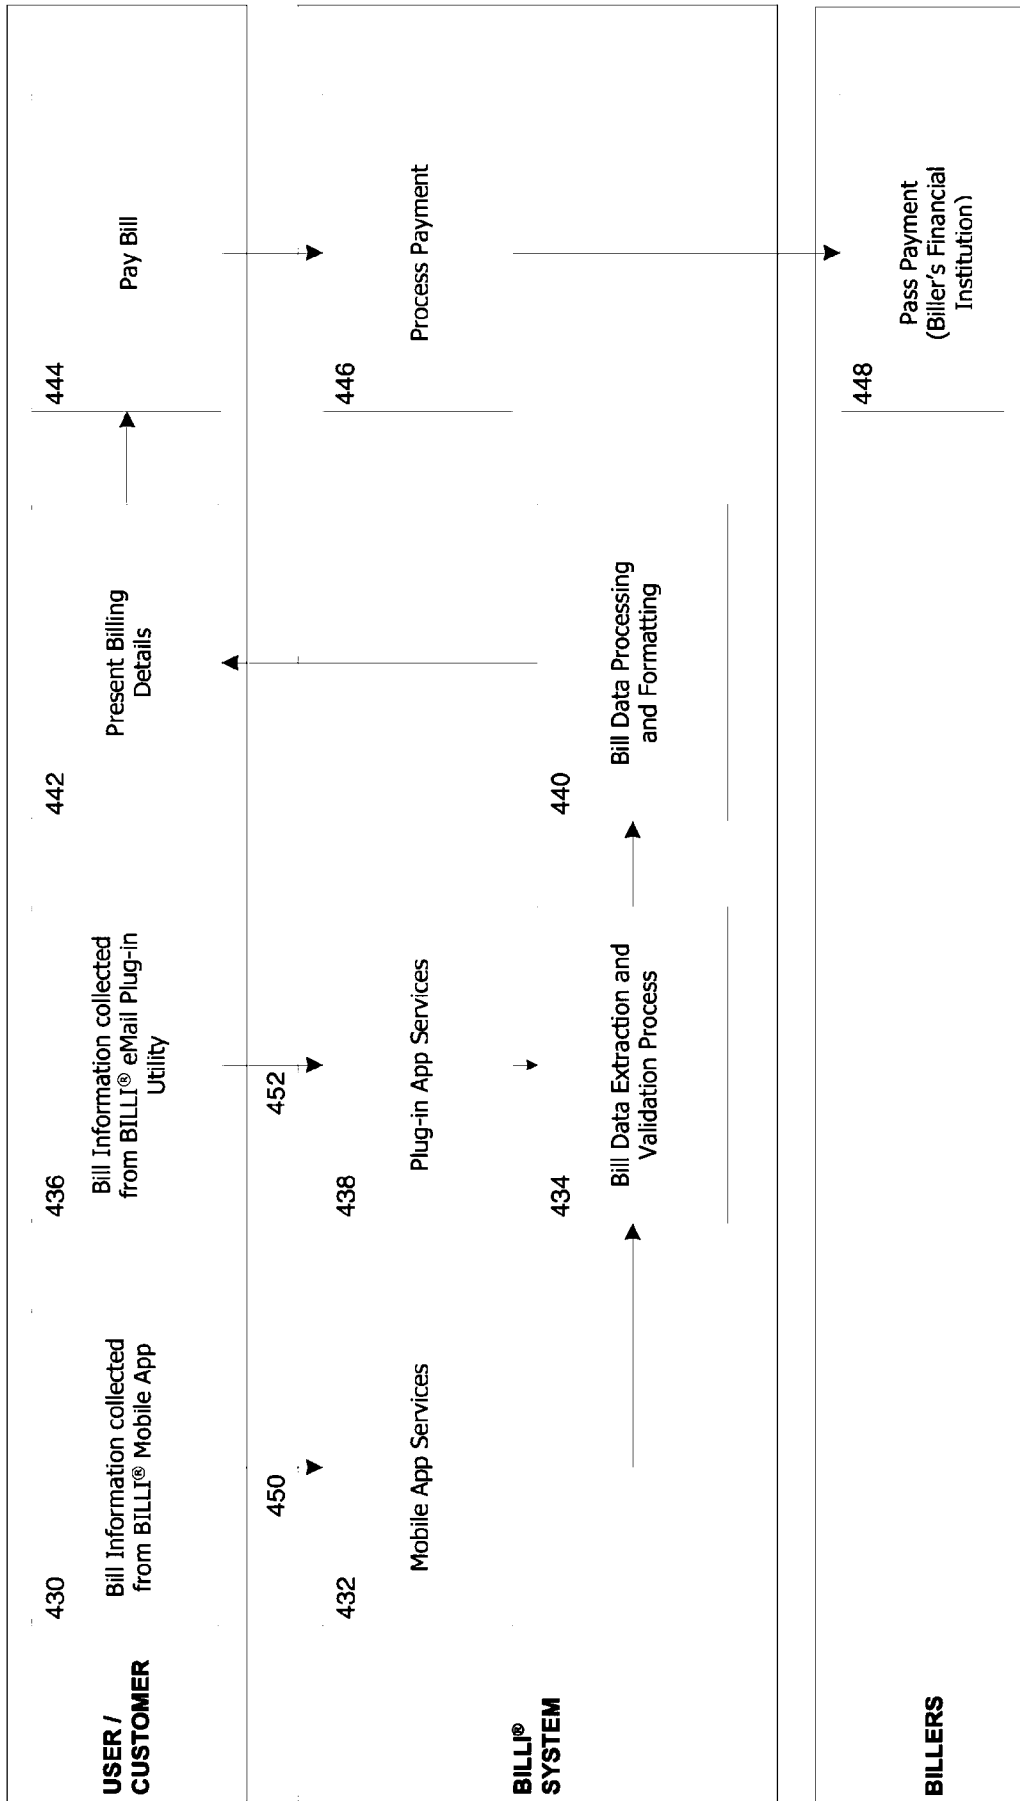 USER /
CUSTOMER
430
Bill Information collected
from BILLI® Mobile App
436
Bill Information collected
from BILLI® eMail Plug-in
Utility
442
Present Billing
Details
444
Pay Bill
450
452
BILLI®
SYSTEM
432
Mobile App Services
438
Plug-in App Services
446
Process Payment
434
Bill Data Extraction and
Validation Process
440
Bill Data Processing
and Formatting
BILLERS
448
Pass Payment
(Biller's Financial
Institution)